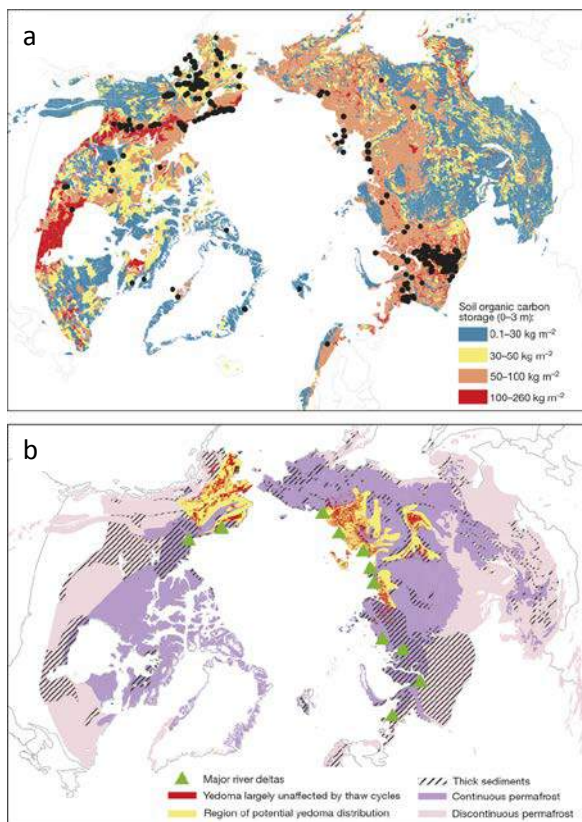 a
Soil organic carbon
storage (0–3 m):
0.1–30 kg m⁻²
30–50 kg m⁻²
50–100 kg m⁻²
100–260 kg m⁻²
b
Major river deltas
Yedoma largely unaffected by thaw cycles
Region of potential yedoma distribution
Thick sediments
Continuous permafrost
Discontinuous permafrost